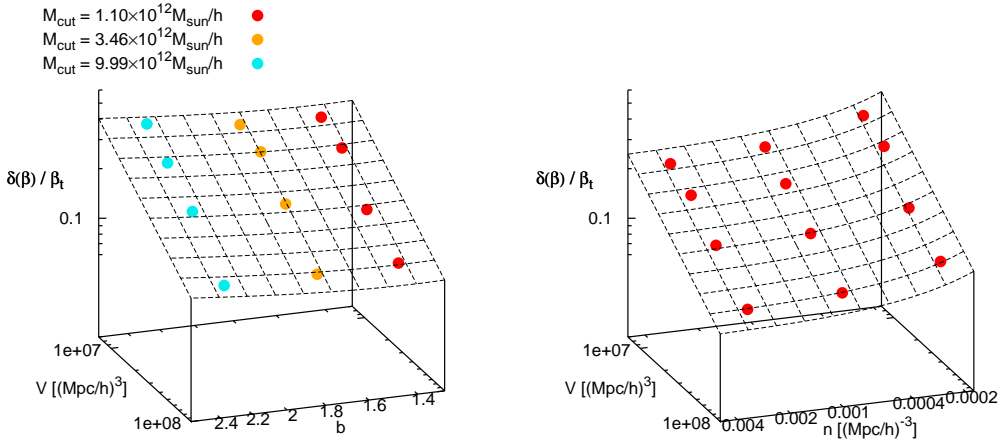 M_cut = 1.10×10^12 M_sun/h
M_cut = 3.46×10^12 M_sun/h
M_cut = 9.99×10^12 M_sun/h
δ(β) / β_t
0.1
1e+07
V [(Mpc/h)^3]
1e+08
2.4 2.2 2 1.8 1.6 1.4
b
δ(β) / β_t
0.1
1e+07
V [(Mpc/h)^3]
1e+08
0.004 0.002 0.001 0.0004 0.0002
n [(Mpc/h)^-3]